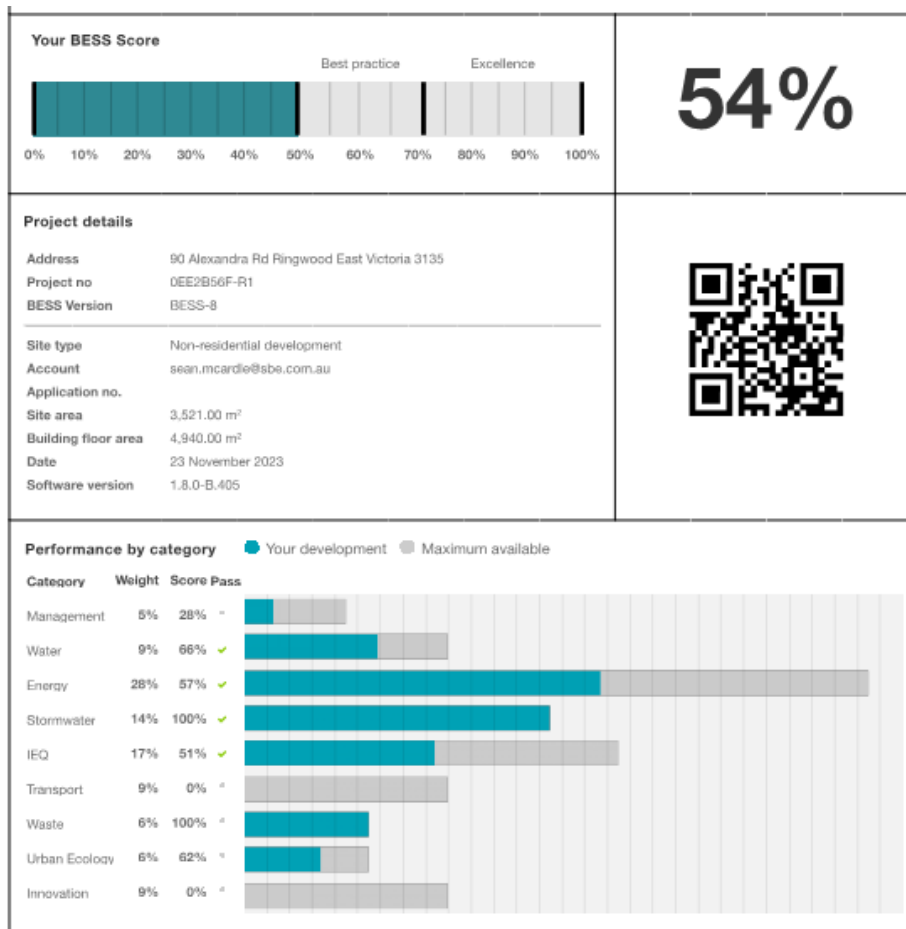 Your BESS Score
Best practice Excellence
0% 10% 20% 30% 40% 50% 60% 70% 80% 90% 100%
54%
Project details
Address 90 Alexandra Rd Ringwood East Victoria 3135
Project no 0EE2B56F-R1
BESS Version BESS-8
Site type Non-residential development
Account sean.mcardle@sbe.com.au
Application no.
Site area 3,521.00 m²
Building floor area 4,940.00 m²
Date 23 November 2023
Software version 1.8.0-B.405
Performance by category Your development Maximum available
Category Weight Score Pass
Management 5% 28%
Water 9% 66% ✓
Energy 28% 57% ✓
Stormwater 14% 100% ✓
IEQ 17% 51% ✓
Transport 9% 0%
Waste 6% 100%
Urban Ecology 6% 62%
Innovation 9% 0%